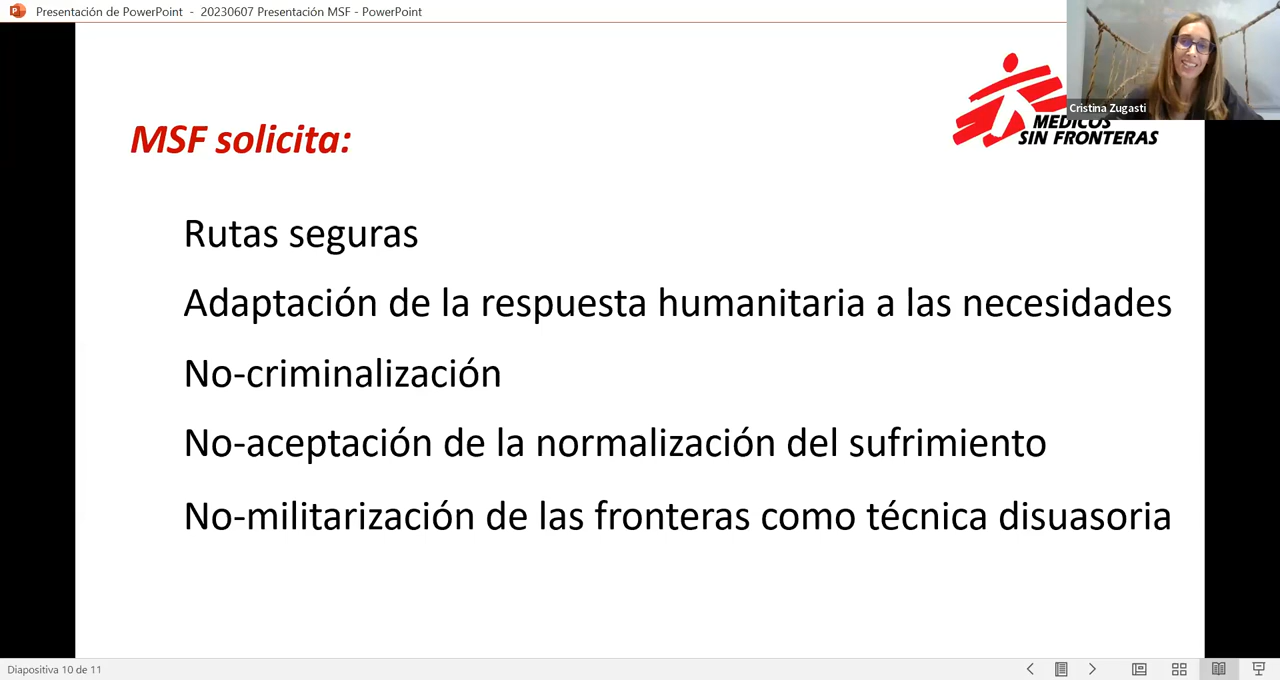 Presentación de PowerPoint - 20230607 Presentación MSF - PowerPoint
Cristina Zugasti
MEDICOS
SIN FRONTERAS
MSF solicita:
Rutas seguras
Adaptación de la respuesta humanitaria a las necesidades
No-criminalización
No-aceptación de la normalización del sufrimiento
No-militarización de las fronteras como técnica disuasoria
Diapositiva 10 de 11